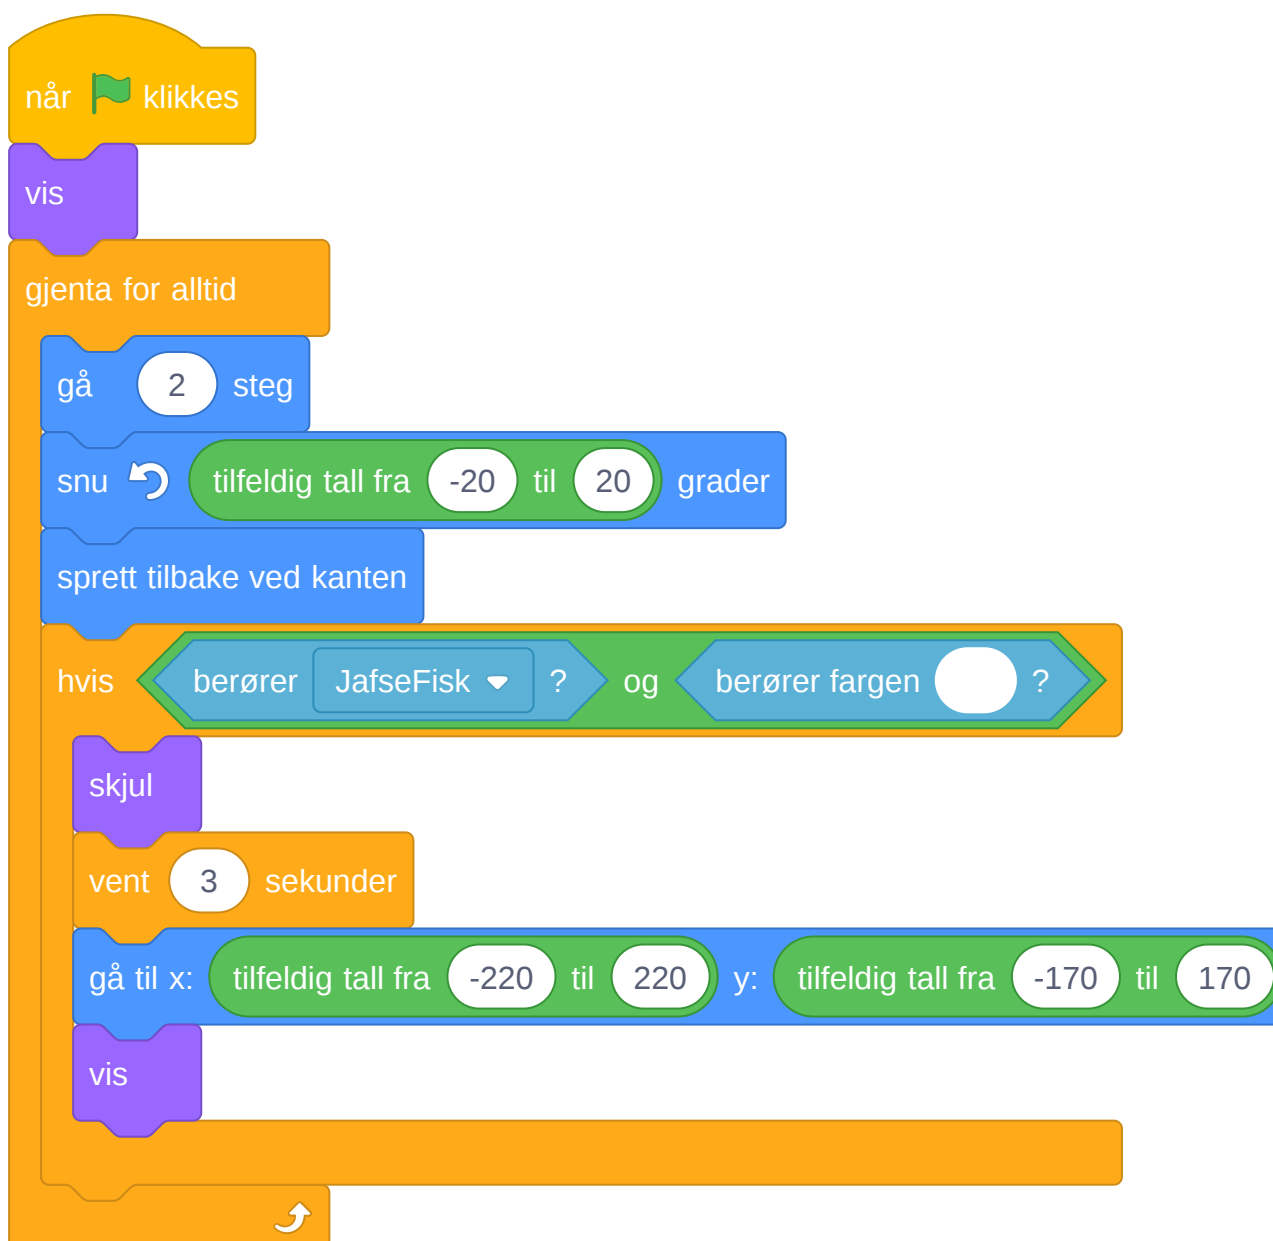 når klikkes
vis
gjenta for alltid
gå 2 steg
snu tilfeldig tall fra -20 til 20 grader
sprett tilbake ved kanten
hvis berører JafseFisk ? og berører fargen ?
skjul
vent 3 sekunder
gå til x: tilfeldig tall fra -220 til 220 y: tilfeldig tall fra -170 til 170
vis